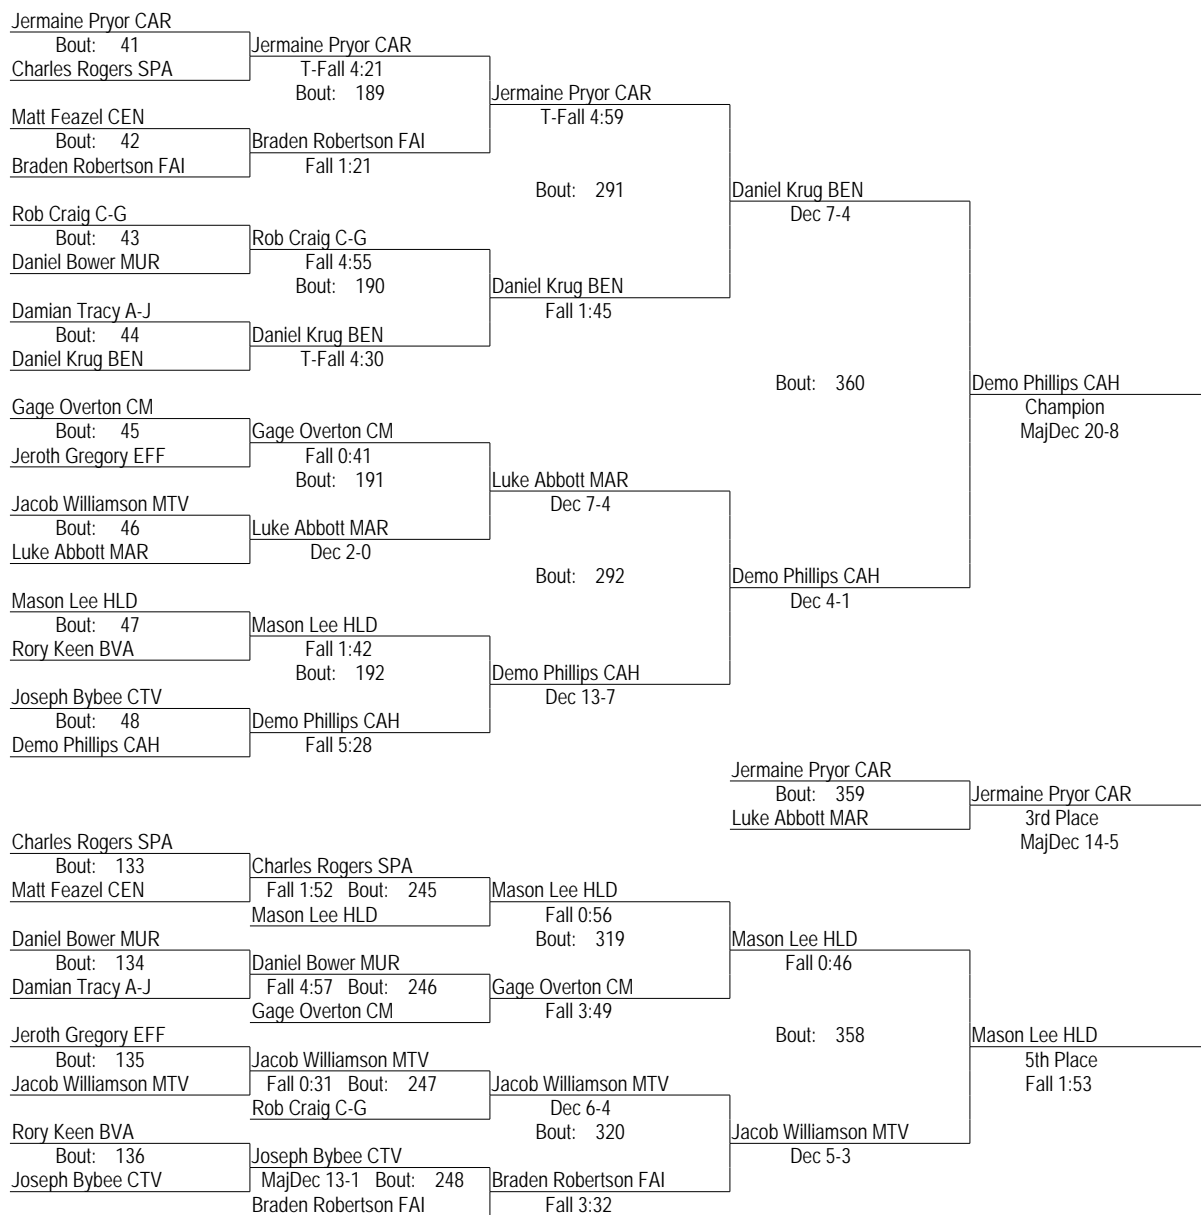 Jermaine Pryor CAR
Bout: 41
Jermaine Pryor CAR
Charles Rogers SPA
T-Fall 4:21
Bout: 189
Jermaine Pryor CAR
Matt Feazel CEN
T-Fall 4:59
Bout: 42
Braden Robertson FAI
Braden Robertson FAI
Fall 1:21
Bout: 291
Daniel Krug BEN
Rob Craig C-G
Dec 7-4
Bout: 43
Rob Craig C-G
Daniel Bower MUR
Fall 4:55
Bout: 190
Daniel Krug BEN
Damian Tracy A-J
Fall 1:45
Bout: 44
Daniel Krug BEN
Daniel Krug BEN
T-Fall 4:30
Bout: 360
Demo Phillips CAH
Gage Overton CM
Champion
Bout: 45
Gage Overton CM
MajDec 20-8
Jeroth Gregory EFF
Fall 0:41
Bout: 191
Luke Abbott MAR
Jacob Williamson MTV
Dec 7-4
Bout: 46
Luke Abbott MAR
Luke Abbott MAR
Dec 2-0
Bout: 292
Demo Phillips CAH
Mason Lee HLD
Dec 4-1
Bout: 47
Mason Lee HLD
Rory Keen BVA
Fall 1:42
Bout: 192
Demo Phillips CAH
Joseph Bybee CTV
Dec 13-7
Bout: 48
Demo Phillips CAH
Demo Phillips CAH
Fall 5:28
Jermaine Pryor CAR
Bout: 359
Jermaine Pryor CAR
Luke Abbott MAR
3rd Place
MajDec 14-5
Charles Rogers SPA
Bout: 133
Charles Rogers SPA
Matt Feazel CEN
Fall 1:52 Bout: 245
Mason Lee HLD
Mason Lee HLD
Fall 0:56
Daniel Bower MUR
Bout: 319
Mason Lee HLD
Bout: 134
Daniel Bower MUR
Fall 0:46
Damian Tracy A-J
Fall 4:57 Bout: 246
Gage Overton CM
Gage Overton CM
Fall 3:49
Jeroth Gregory EFF
Bout: 358
Mason Lee HLD
Bout: 135
Jacob Williamson MTV
5th Place
Jacob Williamson MTV
Fall 0:31 Bout: 247
Jacob Williamson MTV
Fall 1:53
Rob Craig C-G
Dec 6-4
Rory Keen BVA
Bout: 320
Jacob Williamson MTV
Bout: 136
Joseph Bybee CTV
Dec 5-3
Joseph Bybee CTV
MajDec 13-1 Bout: 248
Braden Robertson FAI
Braden Robertson FAI
Fall 3:32